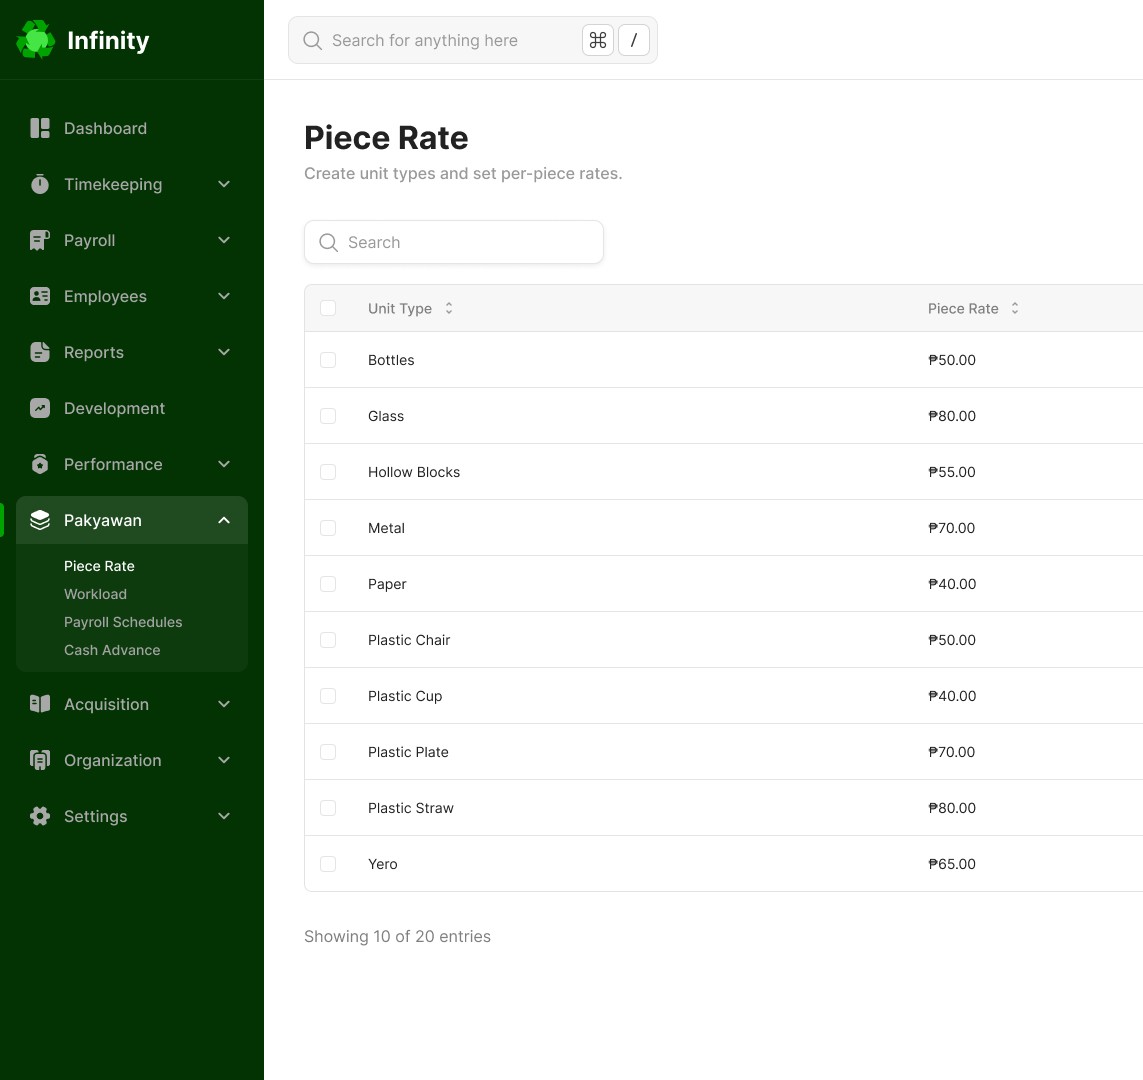 Infinity
Search for anything here ⌘ /
Dashboard
Timekeeping
Payroll
Employees
Reports
Development
Performance
Pakyawan
Piece Rate
Workload
Payroll Schedules
Cash Advance
Acquisition
Organization
Settings
Piece Rate
Create unit types and set per-piece rates.
Search
Unit Type Piece Rate
Bottles ₱50.00
Glass ₱80.00
Hollow Blocks ₱55.00
Metal ₱70.00
Paper ₱40.00
Plastic Chair ₱50.00
Plastic Cup ₱40.00
Plastic Plate ₱70.00
Plastic Straw ₱80.00
Yero ₱65.00
Showing 10 of 20 entries